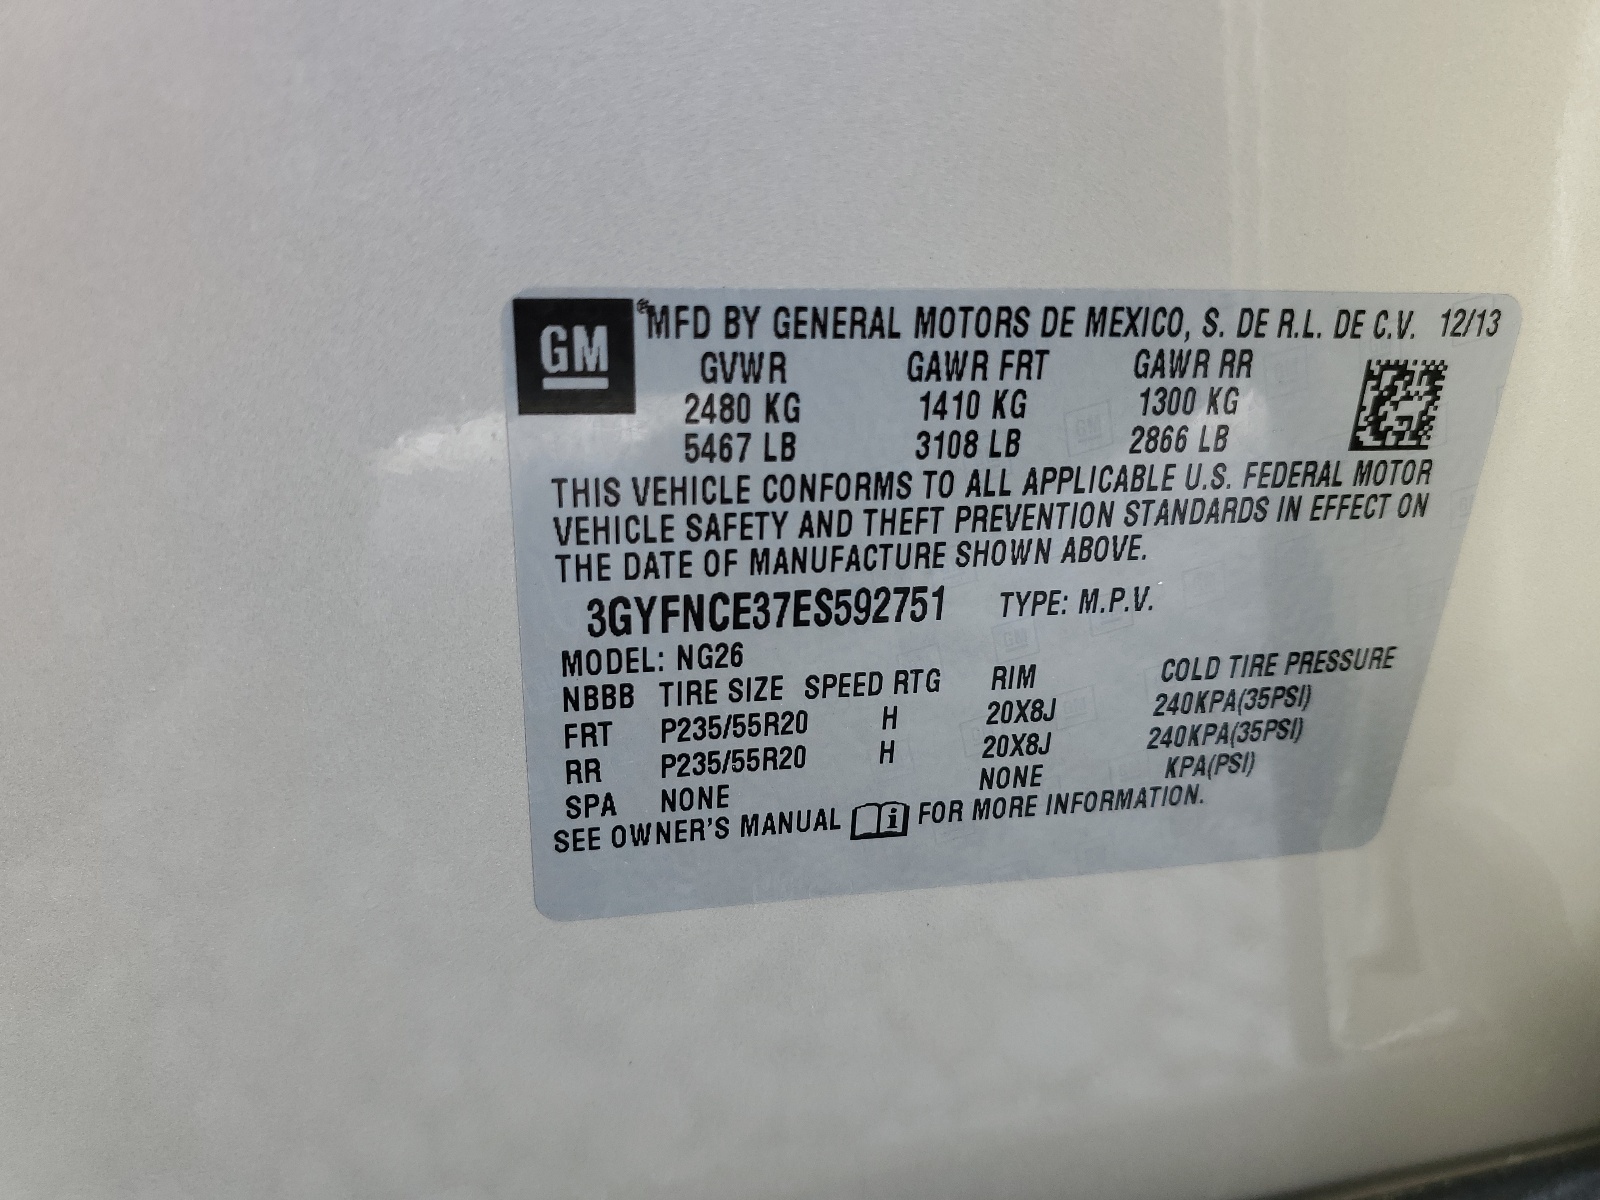 GM
MFD BY GENERAL MOTORS DE MEXICO, S. DE R.L. DE C.V. 12/13
GVWR GAWR FRT GAWR RR
2480 KG 1410 KG 1300 KG
5467 LB 3108 LB 2866 LB
THIS VEHICLE CONFORMS TO ALL APPLICABLE U.S. FEDERAL MOTOR
VEHICLE SAFETY AND THEFT PREVENTION STANDARDS IN EFFECT ON
THE DATE OF MANUFACTURE SHOWN ABOVE.
3GYFNCE37ES592751 TYPE: M.P.V.
MODEL: NG26
NBBB TIRE SIZE SPEED RTG RIM COLD TIRE PRESSURE
FRT P235/55R20 H 20X8J 240KPA(35PSI)
RR P235/55R20 H 20X8J 240KPA(35PSI)
SPA NONE NONE KPA(PSI)
SEE OWNER'S MANUAL i FOR MORE INFORMATION.